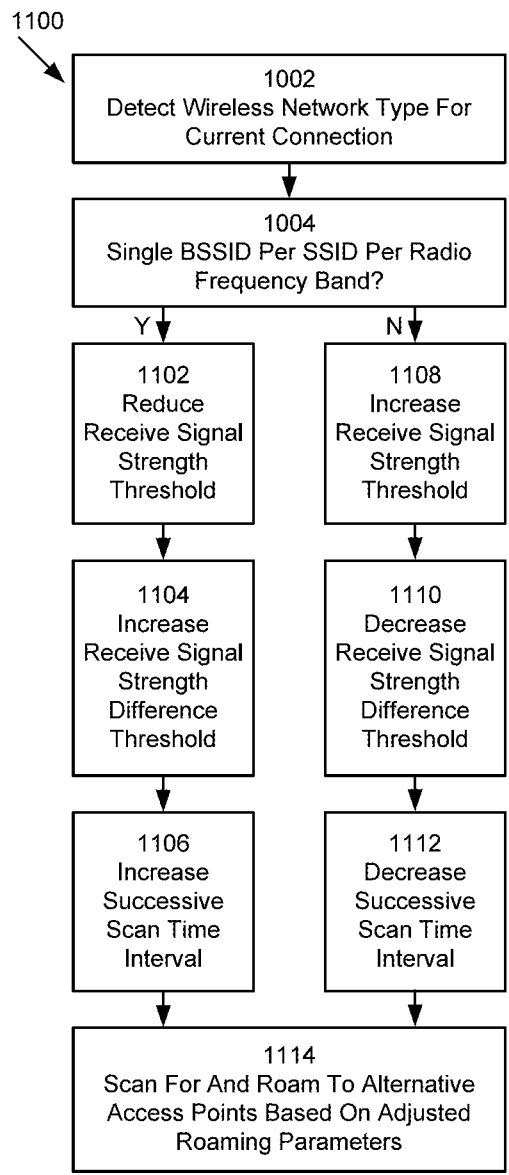 1100
1002
Detect Wireless Network Type For
Current Connection
1004
Single BSSID Per SSID Per Radio
Frequency Band?
Y
N
1102
Reduce
Receive Signal
Strength
Threshold
1108
Increase
Receive Signal
Strength
Threshold
1104
Increase
Receive Signal
Strength
Difference
Threshold
1110
Decrease
Receive Signal
Strength
Difference
Threshold
1106
Increase
Successive
Scan Time
Interval
1112
Decrease
Successive
Scan Time
Interval
1114
Scan For And Roam To Alternative
Access Points Based On Adjusted
Roaming Parameters